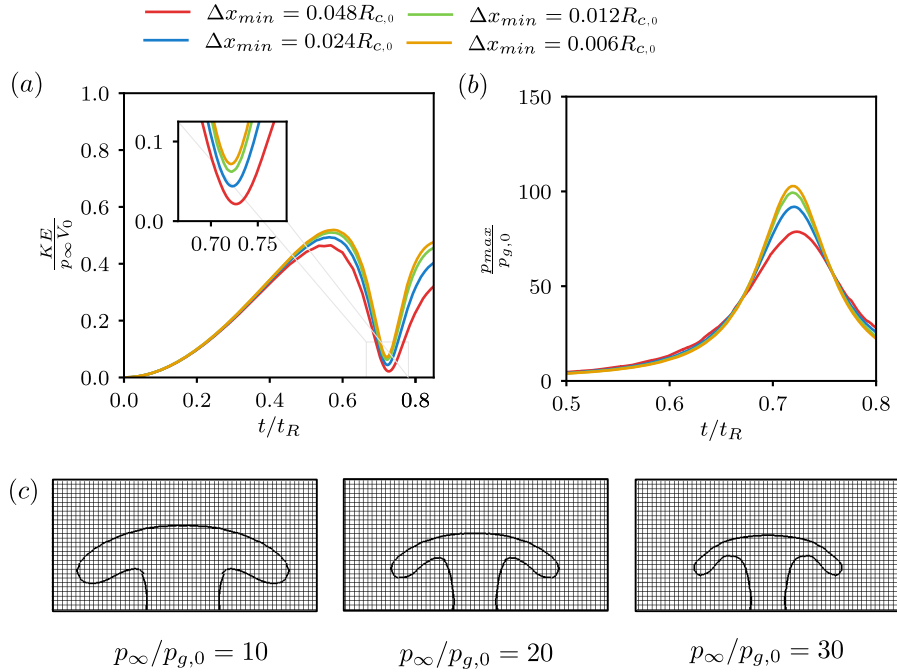 Δx_min = 0.048R_c,0 Δx_min = 0.012R_c,0
Δx_min = 0.024R_c,0 Δx_min = 0.006R_c,0
(a) (b)
1.0
0.8
0.6
0.4
0.2
0.0
KE
p∞V0
0.1
0.0
0.70 0.75
0.0 0.2 0.4 0.6 0.8
t/t_R
150
100
50
0
p_max
p_g,0
0.5 0.6 0.7 0.8
t/t_R
(c)
p∞/p_g,0 = 10 p∞/p_g,0 = 20 p∞/p_g,0 = 30